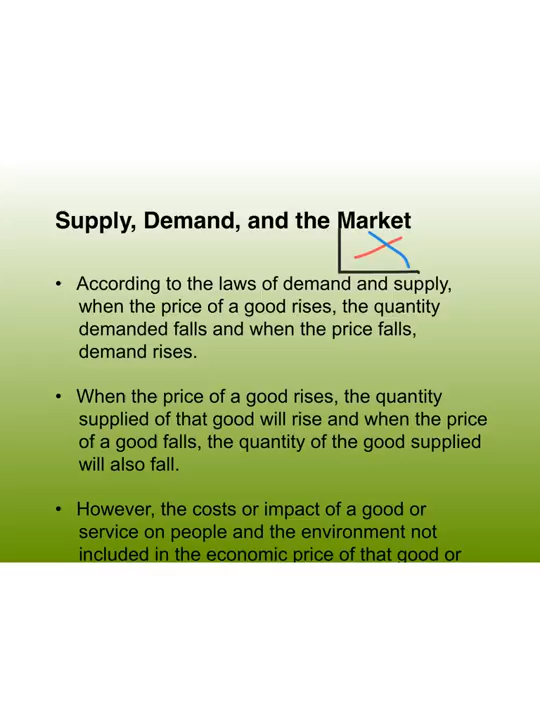 Supply, Demand, and the Market
• According to the laws of demand and supply,
when the price of a good rises, the quantity
demanded falls and when the price falls,
demand rises.
• When the price of a good rises, the quantity
supplied of that good will rise and when the price
of a good falls, the quantity of the good supplied
will also fall.
• However, the costs or impact of a good or
service on people and the environment not
included in the economic price of that good or